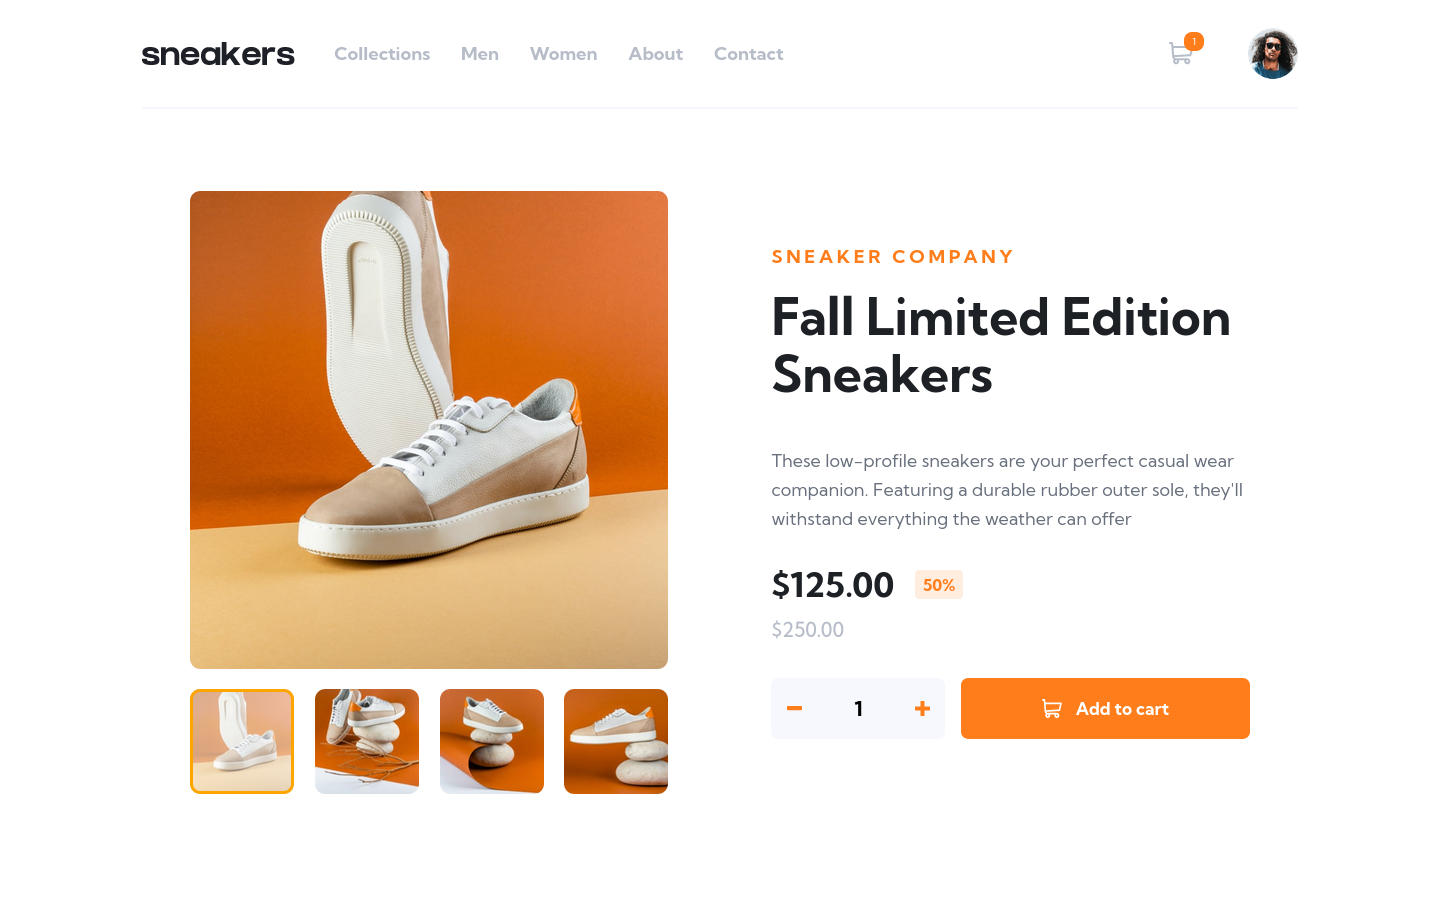 sneakers
Collections Men Women About Contact
1
SNEAKER COMPANY
Fall Limited Edition
Sneakers
These low-profile sneakers are your perfect casual wear
companion. Featuring a durable rubber outer sole, they'll
withstand everything the weather can offer
$125.00 50%
$250.00
1
Add to cart